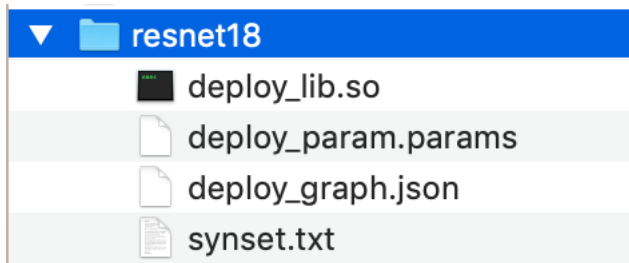 resnet18
deploy_lib.so
deploy_param.params
deploy_graph.json
synset.txt